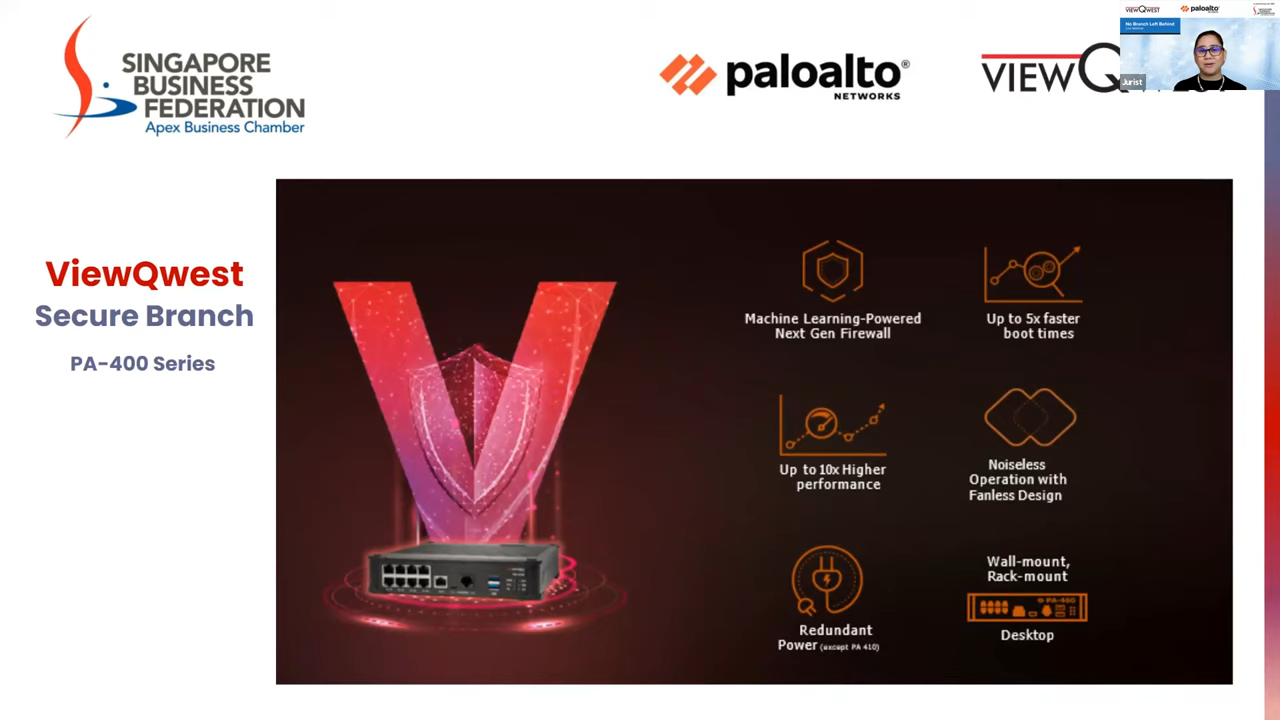 SINGAPORE
BUSINESS
FEDERATION
Apex Business Chamber
paloalto®
NETWORKS
VIEWQ
VIEWQWEST
paloalto
No Branch Left Behind
Jurist
ViewQwest
Secure Branch
PA-400 Series
Machine Learning-Powered
Next Gen Firewall
Up to 5x faster
boot times
Up to 10x Higher
performance
Noiseless
Operation with
Fanless Design
Redundant
Power (except PA 410)
Wall-mount,
Rack-mount
PA-460
Desktop